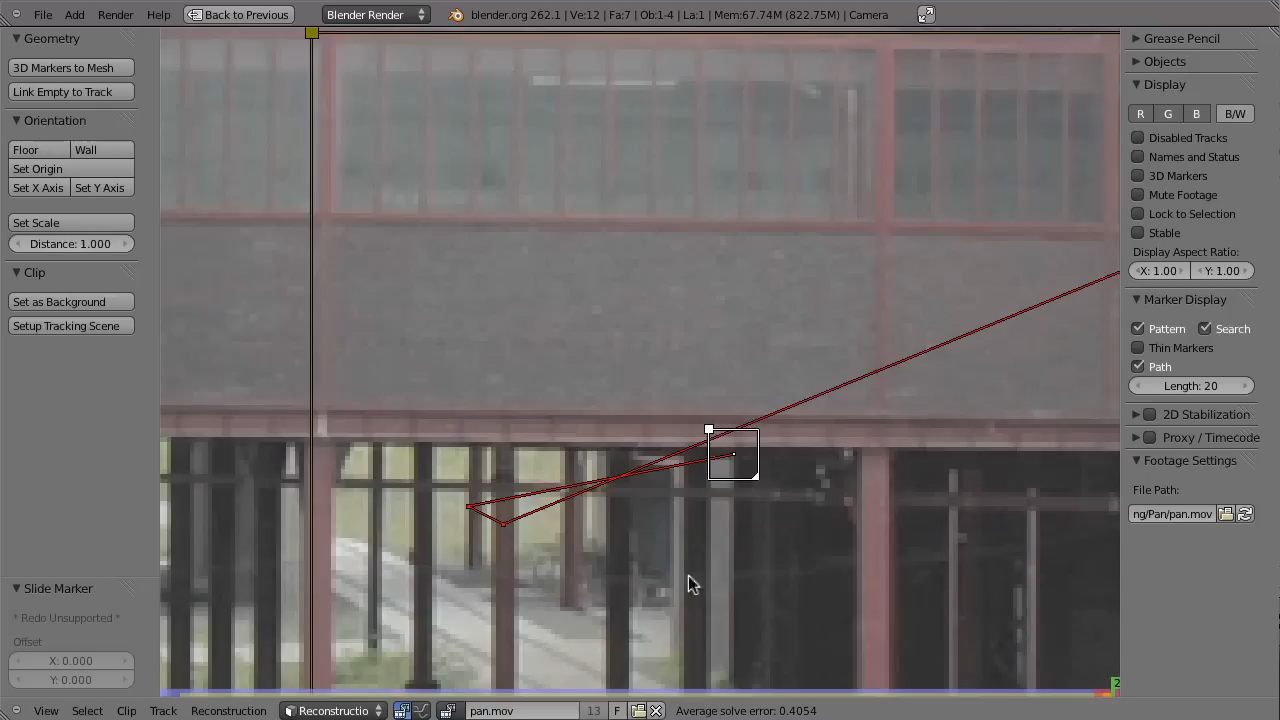 File Add Render Help Back to Previous Blender Render blender.org 262.1 | Ve:12 | Fa:7 | Ob:1-4 | La:1 | Mem:67.74M (822.75M) | Camera
Geometry
3D Markers to Mesh
Link Empty to Track
Orientation
Floor Wall
Set Origin
Set X Axis Set Y Axis
Set Scale
Distance: 1.000
Clip
Set as Background
Setup Tracking Scene
Slide Marker
* Redo Unsupported *
Offset
X: 0.000
Y: 0.000
Grease Pencil
Objects
Display
R G B B/W
Disabled Tracks
Names and Status
3D Markers
Mute Footage
Lock to Selection
Stable
Display Aspect Ratio:
X: 1.00 Y: 1.00
Marker Display
Pattern Search
Thin Markers
Path
Length: 20
2D Stabilization
Proxy / Timecode
Footage Settings
File Path:
ng/Pan/pan.mov
2
View Select Clip Track Reconstruction Reconstructio pan.mov 13 F Average solve error: 0.4054